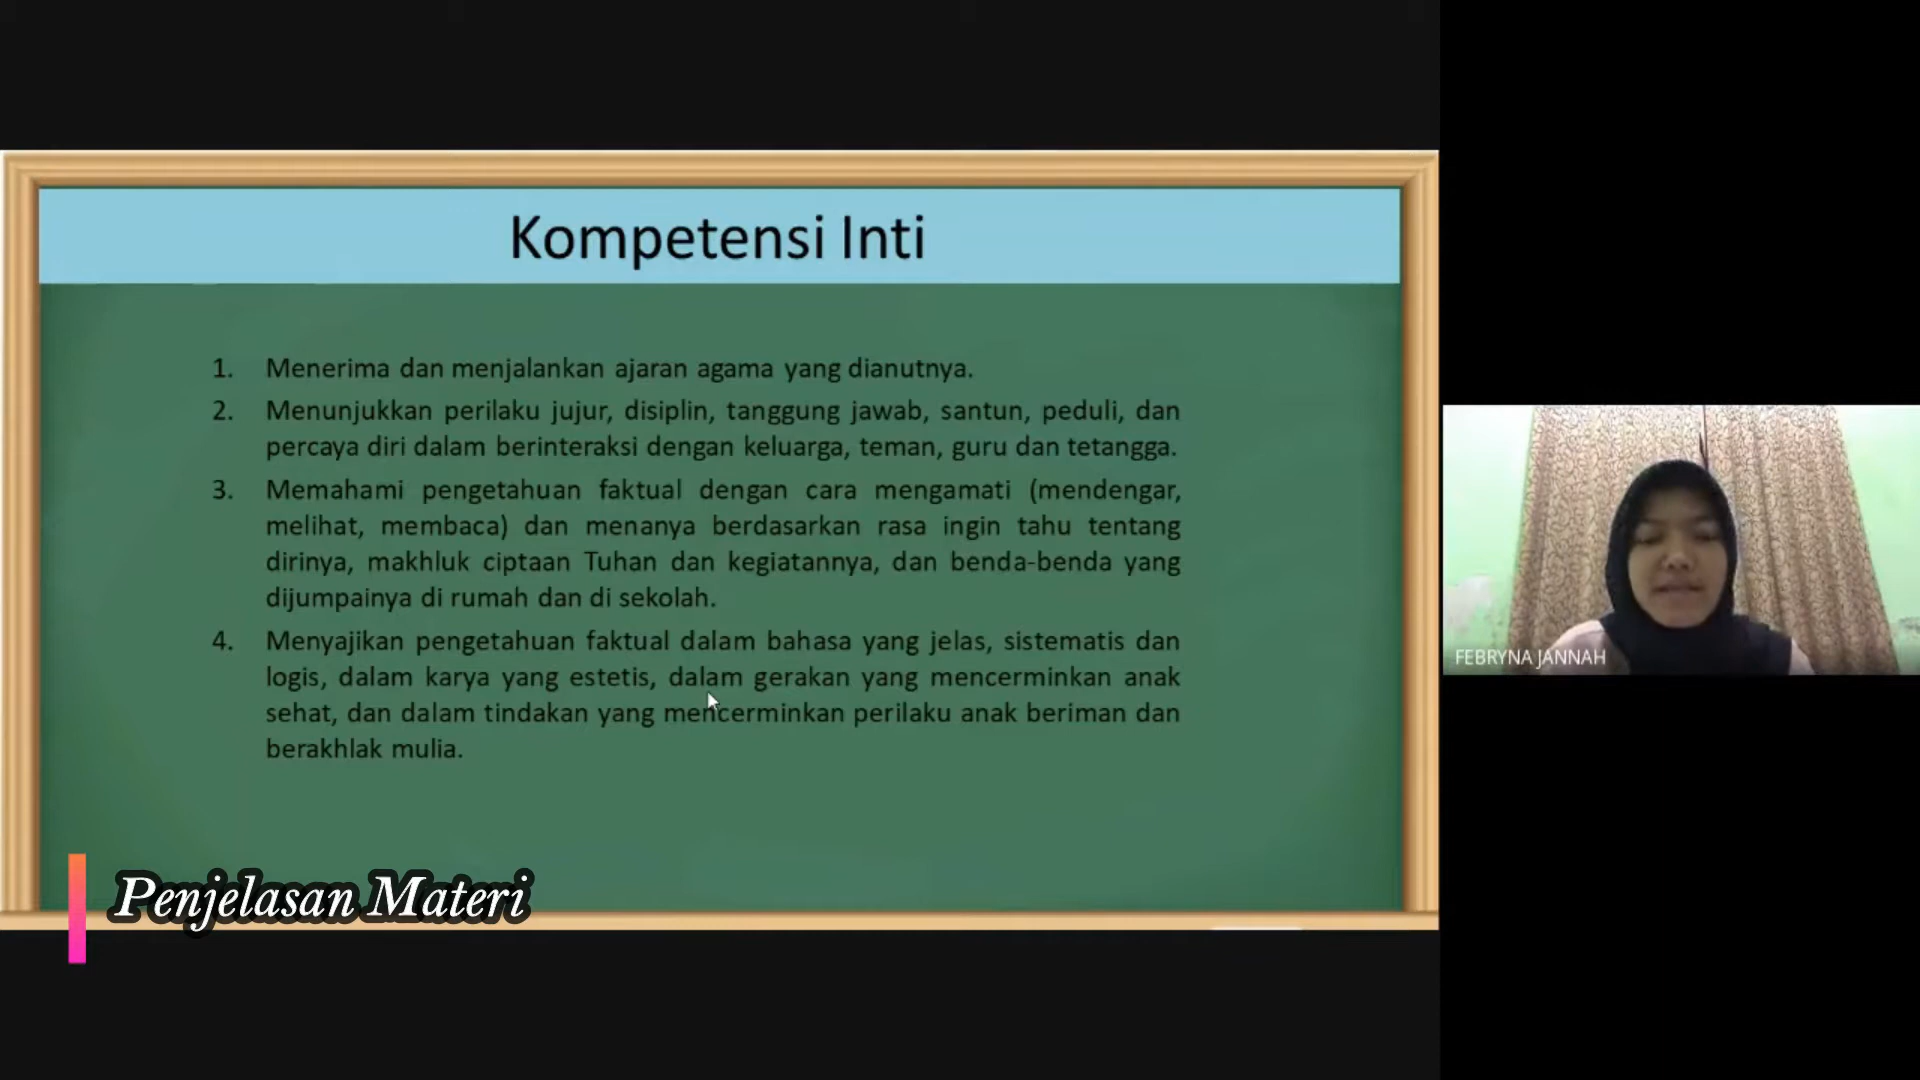 Kompetensi Inti
1. Menerima dan menjalankan ajaran agama yang dianutnya.
2. Menunjukkan perilaku jujur, disiplin, tanggung jawab, santun, peduli, dan
percaya diri dalam berinteraksi dengan keluarga, teman, guru dan tetangga.
3. Memahami pengetahuan faktual dengan cara mengamati (mendengar,
melihat, membaca) dan menanya berdasarkan rasa ingin tahu tentang
dirinya, makhluk ciptaan Tuhan dan kegiatannya, dan benda-benda yang
dijumpainya di rumah dan di sekolah.
4. Menyajikan pengetahuan faktual dalam bahasa yang jelas, sistematis dan
logis, dalam karya yang estetis, dalam gerakan yang mencerminkan anak
sehat, dan dalam tindakan yang mencerminkan perilaku anak beriman dan
berakhlak mulia.
Penjelasan Materi
FEBRYNA JANNAH